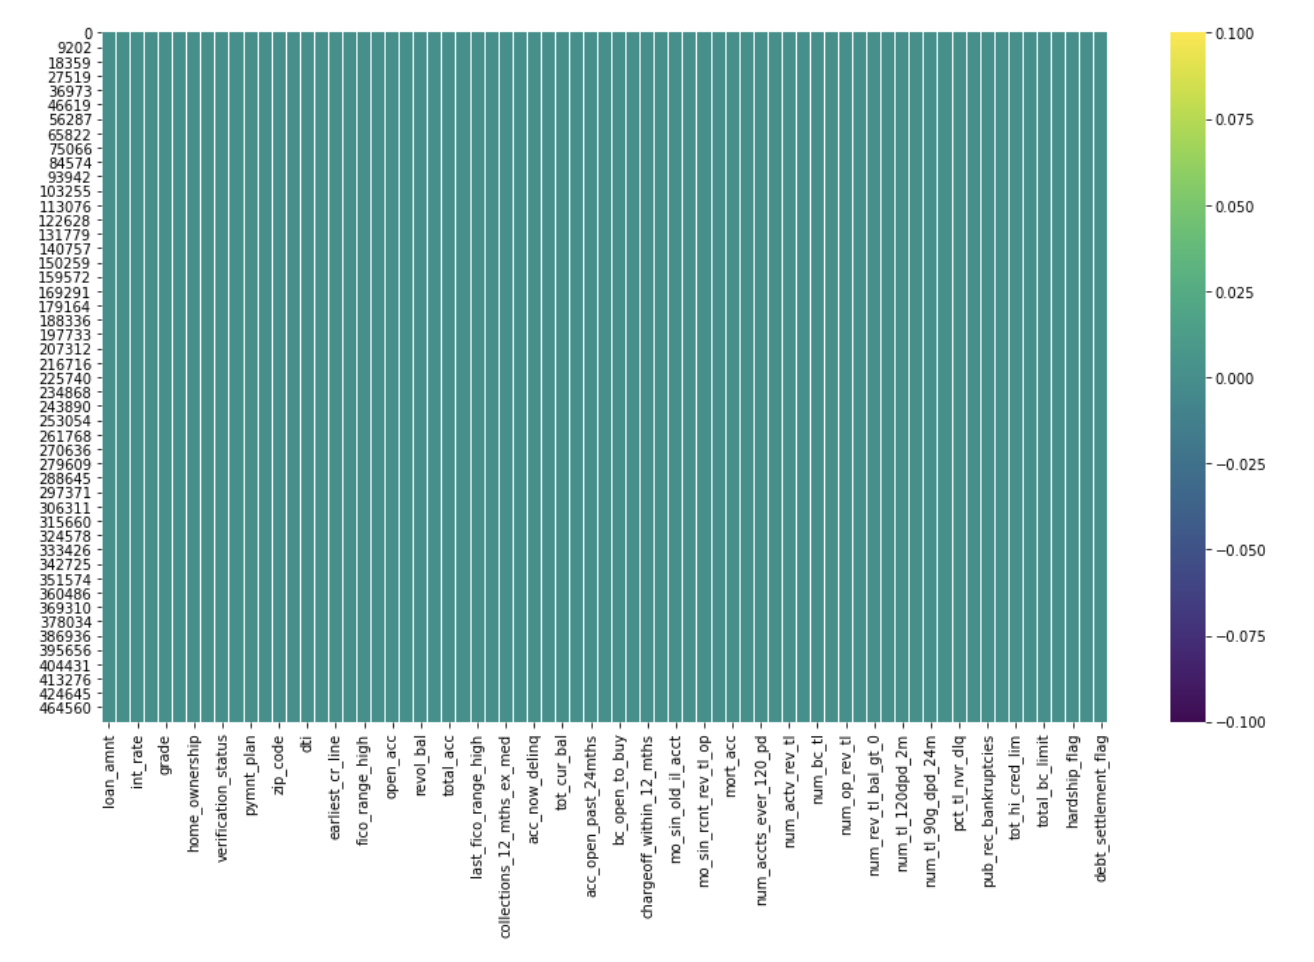 0
9202
18359
27519
36973
46619
56287
65822
75066
84574
93942
103255
113076
122628
131779
140757
150259
159572
169291
179164
188336
197733
207312
216716
225740
234868
243890
253054
261768
270636
279609
288645
297371
306311
315660
324578
333426
342725
351574
360486
369310
378034
386936
395656
404431
413276
424645
464560
loan_amnt
int_rate
grade
home_ownership
verification_status
pymnt_plan
zip_code
dti
earliest_cr_line
fico_range_high
open_acc
revol_bal
total_acc
last_fico_range_high
collections_12_mths_ex_med
acc_now_delinq
tot_cur_bal
acc_open_past_24mths
bc_open_to_buy
chargeoff_within_12_mths
mo_sin_old_il_acct
mo_sin_rcnt_rev_tl_op
mort_acc
num_accts_ever_120_pd
num_actv_rev_tl
num_bc_tl
num_op_rev_tl
num_rev_tl_bal_gt_0
num_tl_120dpd_2m
num_tl_90g_dpd_24m
pct_tl_nvr_dlq
pub_rec_bankruptcies
tot_hi_cred_lim
total_bc_limit
hardship_flag
debt_settlement_flag
0.100
0.075
0.050
0.025
0.000
−0.025
−0.050
−0.075
−0.100